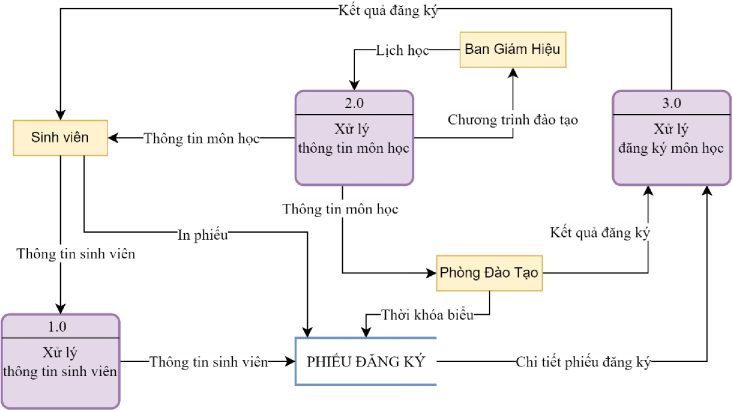 Kết quả đăng ký
Lịch học
Ban Giám Hiệu
2.0
Xử lý
thông tin môn học
3.0
Xử lý
đăng ký môn học
Chương trình đảo tạo
Sinh viên
Thông tin môn học
Thông tin môn học
In phiếu
Kết quả đăng ký
Thông tin sinh viên
Phòng Đào Tạo
Thời khóa biểu
1.0
Xử lý
thông tin sinh viên
Thông tin sinh viên
PHIẾU ĐĂNG KÝ
Chi tiết phiếu đăng ký